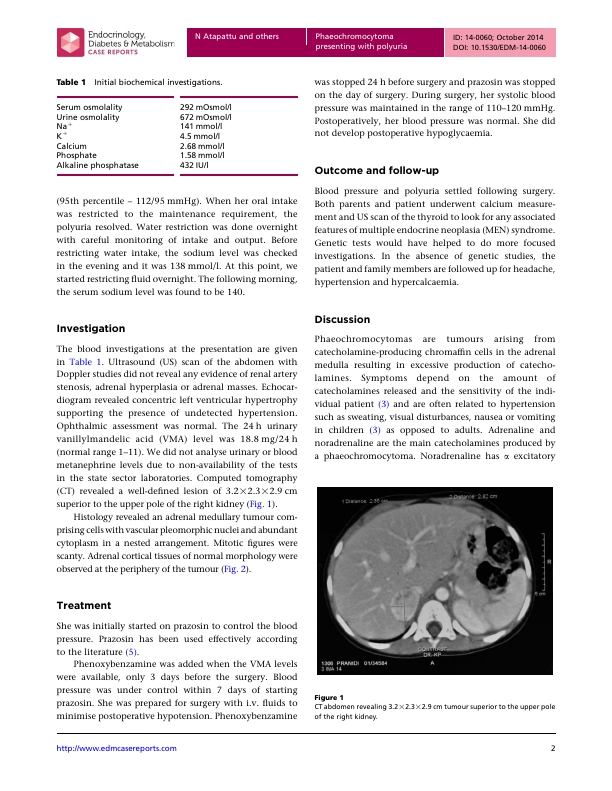 Endocrinology,
Diabetes & Metabolism
CASE REPORTS
N Atapattu and others
Phaeochromocytoma
presenting with polyuria
ID: 14-0060; October 2014
DOI: 10.1530/EDM-14-0060
Table 1 Initial biochemical investigations.
Serum osmolality 292 mOsmol/l
Urine osmolality 672 mOsmol/l
Na+ 141 mmol/l
K+ 4.5 mmol/l
Calcium 2.68 mmol/l
Phosphate 1.58 mmol/l
Alkaline phosphatase 432 IU/l
(95th percentile – 112/95 mmHg). When her oral intake
was restricted to the maintenance requirement, the
polyuria resolved. Water restriction was done overnight
with careful monitoring of intake and output. Before
restricting water intake, the sodium level was checked
in the evening and it was 138 mmol/l. At this point, we
started restricting fluid overnight. The following morning,
the serum sodium level was found to be 140.
Investigation
The blood investigations at the presentation are given
in Table 1. Ultrasound (US) scan of the abdomen with
Doppler studies did not reveal any evidence of renal artery
stenosis, adrenal hyperplasia or adrenal masses. Echocar-
diogram revealed concentric left ventricular hypertrophy
supporting the presence of undetected hypertension.
Ophthalmic assessment was normal. The 24 h urinary
vanillylmandelic acid (VMA) level was 18.8 mg/24 h
(normal range 1–11). We did not analyse urinary or blood
metanephrine levels due to non-availability of the tests
in the state sector laboratories. Computed tomography
(CT) revealed a well-defined lesion of 3.2×2.3×2.9 cm
superior to the upper pole of the right kidney (Fig. 1).
Histology revealed an adrenal medullary tumour com-
prising cells with vascular pleomorphic nuclei and abundant
cytoplasm in a nested arrangement. Mitotic figures were
scanty. Adrenal cortical tissues of normal morphology were
observed at the periphery of the tumour (Fig. 2).
Treatment
She was initially started on prazosin to control the blood
pressure. Prazosin has been used effectively according
to the literature (5).
Phenoxybenzamine was added when the VMA levels
were available, only 3 days before the surgery. Blood
pressure was under control within 7 days of starting
prazosin. She was prepared for surgery with i.v. fluids to
minimise postoperative hypotension. Phenoxybenzamine
was stopped 24 h before surgery and prazosin was stopped
on the day of surgery. During surgery, her systolic blood
pressure was maintained in the range of 110–120 mmHg.
Postoperatively, her blood pressure was normal. She did
not develop postoperative hypoglycaemia.
Outcome and follow-up
Blood pressure and polyuria settled following surgery.
Both parents and patient underwent calcium measure-
ment and US scan of the thyroid to look for any associated
features of multiple endocrine neoplasia (MEN) syndrome.
Genetic tests would have helped to do more focused
investigations. In the absence of genetic studies, the
patient and family members are followed up for headache,
hypertension and hypercalcaemia.
Discussion
Phaeochromocytomas are tumours arising from
catecholamine-producing chromaffin cells in the adrenal
medulla resulting in excessive production of catecho-
lamines. Symptoms depend on the amount of
catecholamines released and the sensitivity of the indi-
vidual patient (3) and are often related to hypertension
such as sweating, visual disturbances, nausea or vomiting
in children (3) as opposed to adults. Adrenaline and
noradrenaline are the main catecholamines produced by
a phaeochromocytoma. Noradrenaline has α excitatory
1 Distance:
2 Distance: 2.82 cm
R
CONTRAST
DR. KP
A
1306 PRANIDI 01/34584
Figure 1
CT abdomen revealing 3.2×2.3×2.9 cm tumour superior to the upper pole
of the right kidney.
http://www.edmcasereports.com
2